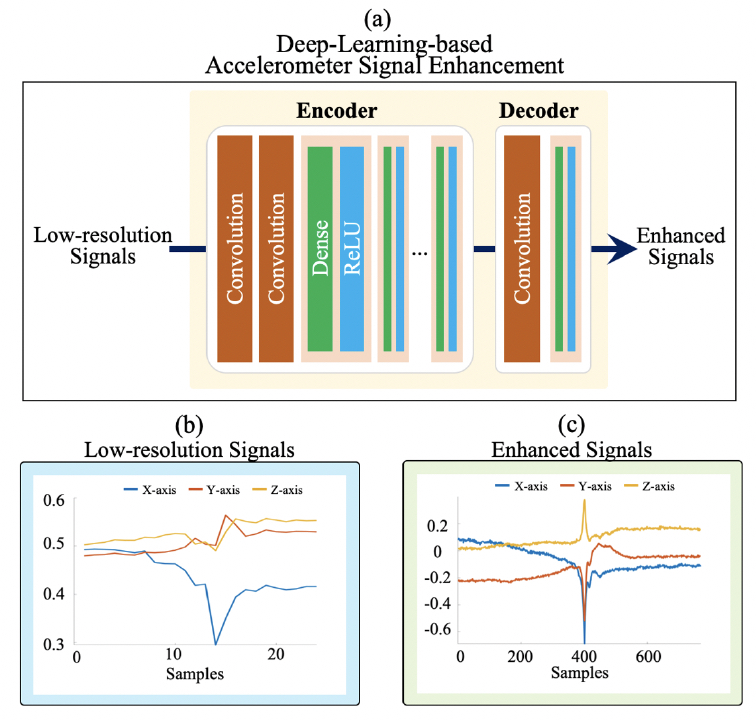 (a)
Deep-Learning-based
Accelerometer Signal Enhancement
Encoder
Decoder
Low-resolution
Signals
Convolution
Convolution
Dense
ReLU
...
Convolution
Enhanced
Signals
(b)
Low-resolution Signals
X-axis Y-axis Z-axis
0.6
0.5
0.4
0.3
0 10 20
Samples
(c)
Enhanced Signals
X-axis Y-axis Z-axis
0.2
0
-0.2
-0.4
-0.6
0 200 400 600
Samples